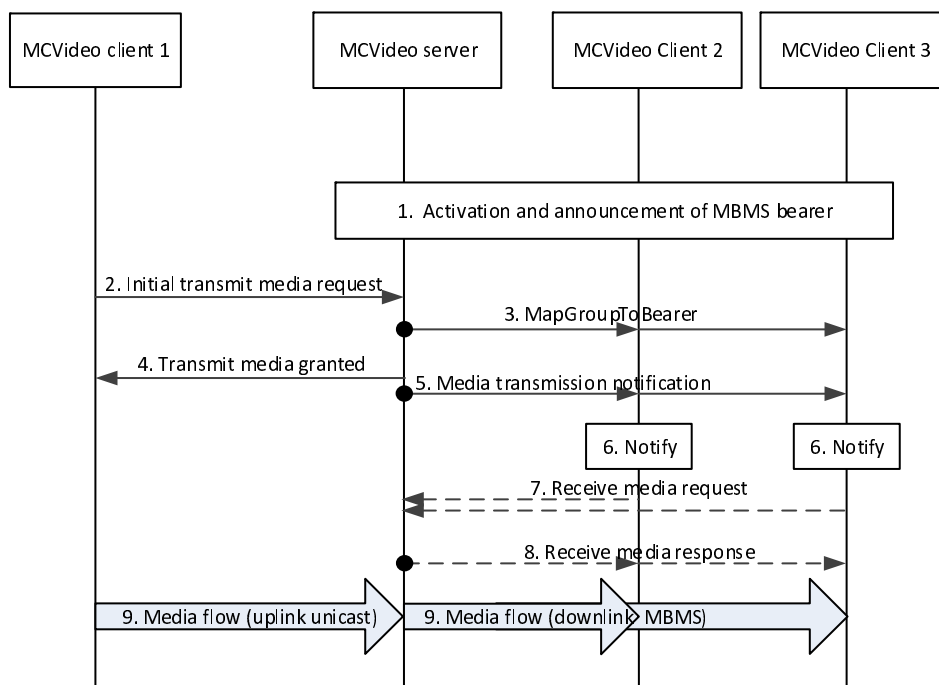 MCVideo client 1
MCVideo server
MCVideo Client 2
MCVideo Client 3
1. Activation and announcement of MBMS bearer
2. Initial transmit media request
3. MapGroupToBearer
4. Transmit media granted
5. Media transmission notification
6. Notify
6. Notify
7. Receive media request
8. Receive media response
9. Media flow (uplink unicast)
9. Media flow (downlink MBMS)